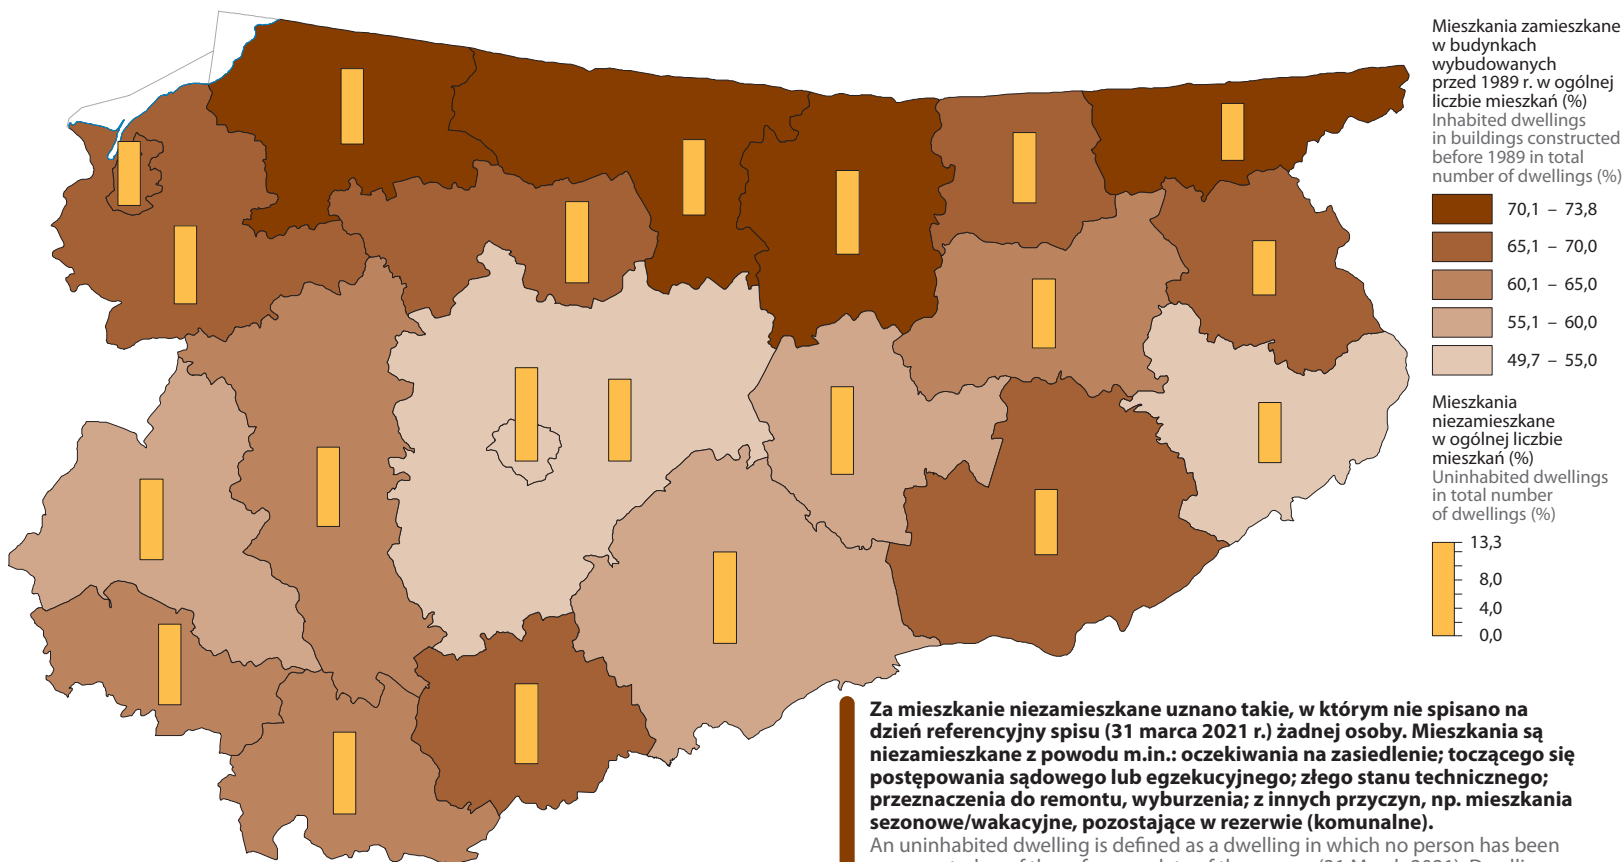 Mieszkania zamieszkane
w budynkach
wybudowanych
przed 1989 r. w ogólnej
liczbie mieszkań (%)
Inhabited dwellings
in buildings constructed
before 1989 in total
number of dwellings (%)
70,1 – 73,8
65,1 – 70,0
60,1 – 65,0
55,1 – 60,0
49,7 – 55,0
Mieszkania
niezamieszkane
w ogólnej liczbie
mieszkań (%)
Uninhabited dwellings
in total number
of dwellings (%)
13,3
8,0
4,0
0,0
Za mieszkanie niezamieszkane uznano takie, w którym nie spisano na
dzień referencyjny spisu (31 marca 2021 r.) żadnej osoby. Mieszkania są
niezamieszkane z powodu m.in.: oczekiwania na zasiedlenie; toczącego się
postępowania sądowego lub egzekucyjnego; złego stanu technicznego;
przeznaczenia do remontu, wyburzenia; z innych przyczyn, np. mieszkania
sezonowe/wakacyjne, pozostające w rezerwie (komunalne).
An uninhabited dwelling is defined as a dwelling in which no person has been